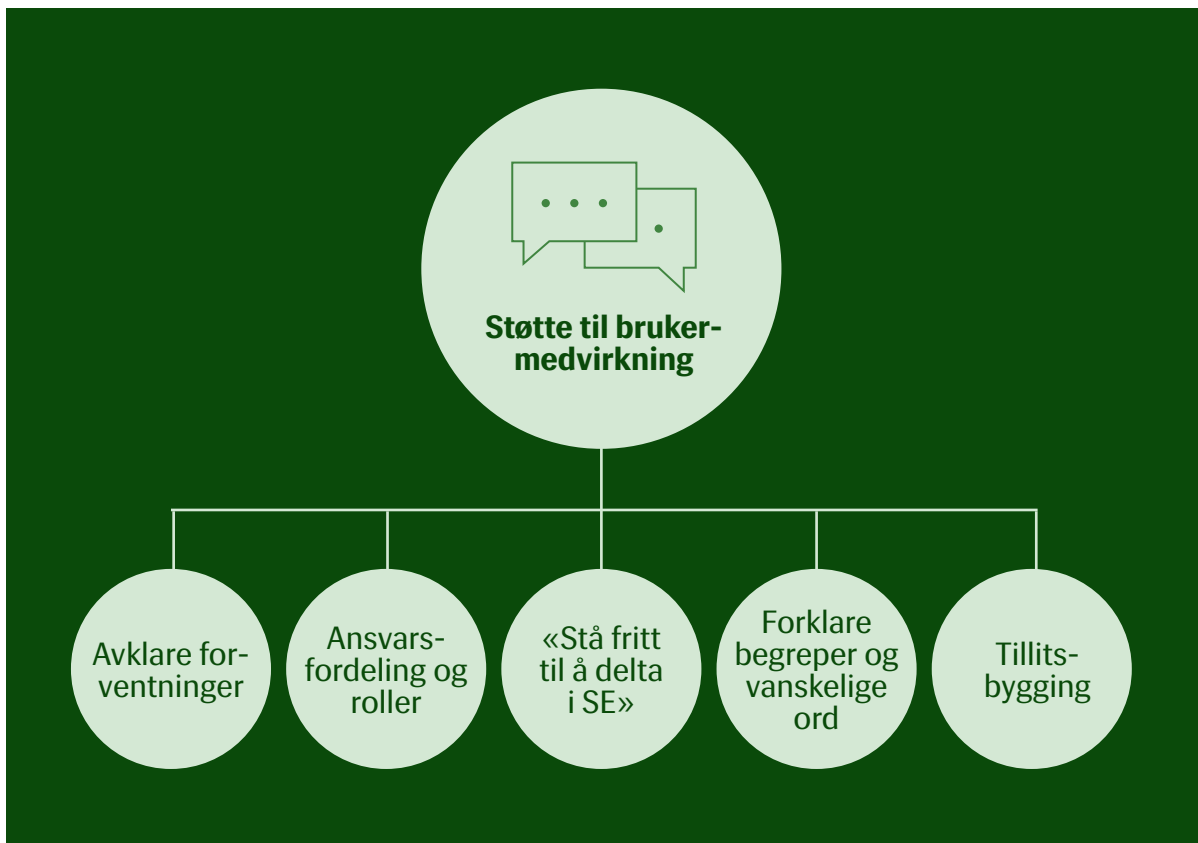 Støtte til bruker-
medvirkning
Avklare for-
ventninger
Ansvars-
fordeling og
roller
«Stå fritt
til å delta
i SE»
Forklare
begreper og
vanskelige
ord
Tillits-
bygging